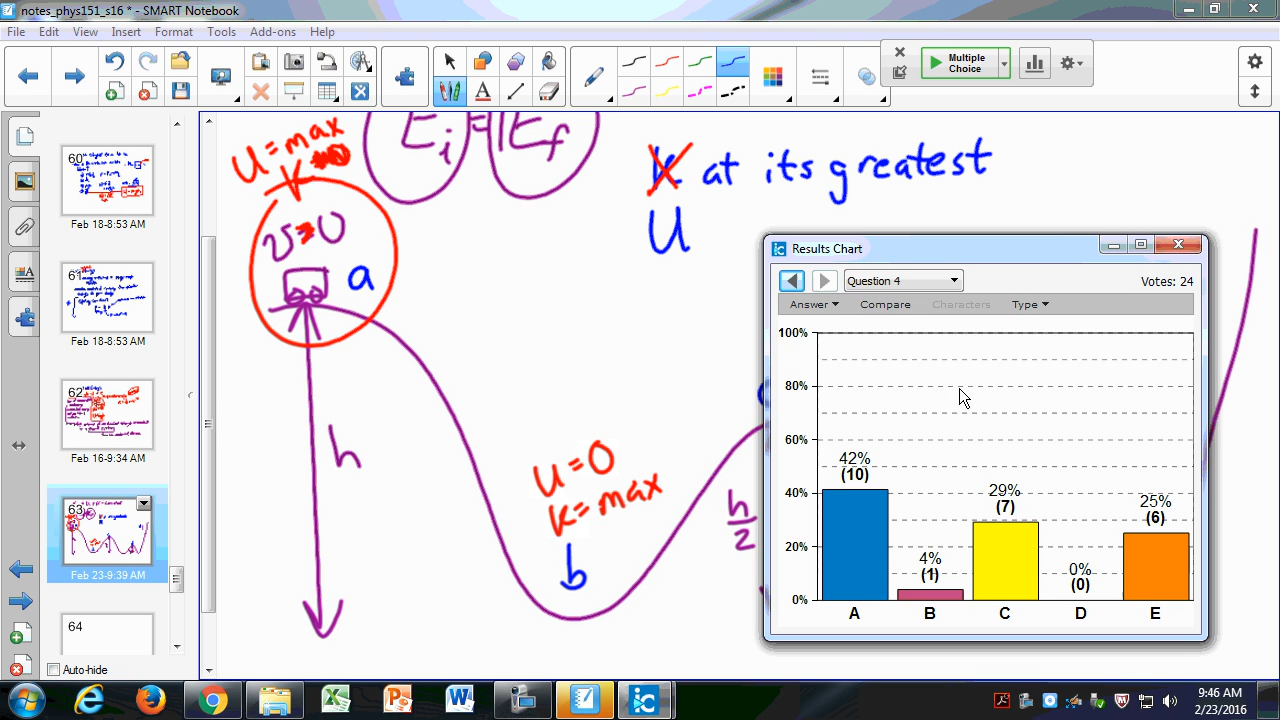 notes_phys151_s16 * - SMART Notebook
File Edit View Insert Format Tools Add-ons Help
Multiple Choice
60
Feb 18-8:53 AM
61
Feb 18-8:53 AM
62
Feb 16-9:34 AM
63
Feb 23-9:39 AM
64
Auto-hide
Ei = Ef
U = max
K
K at its greatest
U
v = 0
a
h
U = 0
K = max
b
h/2
Results Chart
Question 4
Votes: 24
Answer Compare Characters Type
100%
80%
60%
40%
20%
0%
42%
(10)
4%
(1)
29%
(7)
0%
(0)
25%
(6)
A B C D E
9:46 AM
2/23/2016